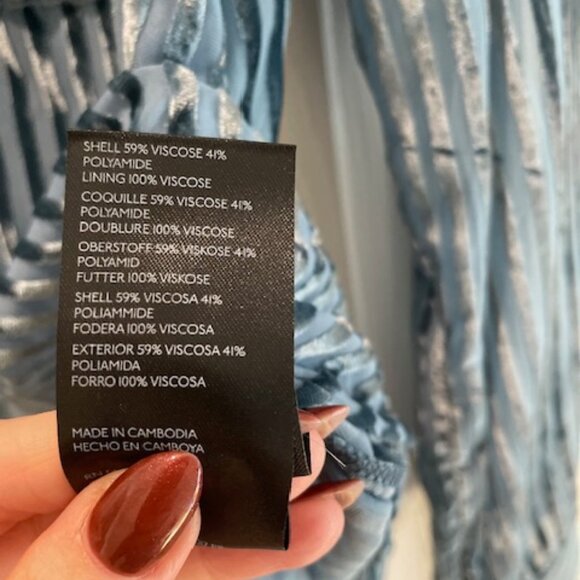 SHELL 59% VISCOSE 41%
POLYAMIDE
LINING 100% VISCOSE
COQUILLE 59% VISCOSE 41%
POLYAMIDE
DOUBLURE 100% VISCOSE
OBERSTOFF 59% VISKOSE 41%
POLYAMID
FUTTER 100% VISKOSE
SHELL 59% VISCOSA 41%
POLIAMMIDE
FODERA 100% VISCOSA
EXTERIOR 59% VISCOSA 41%
POLIAMIDA
FORRO 100% VISCOSA
MADE IN CAMBODIA
HECHO EN CAMBOYA